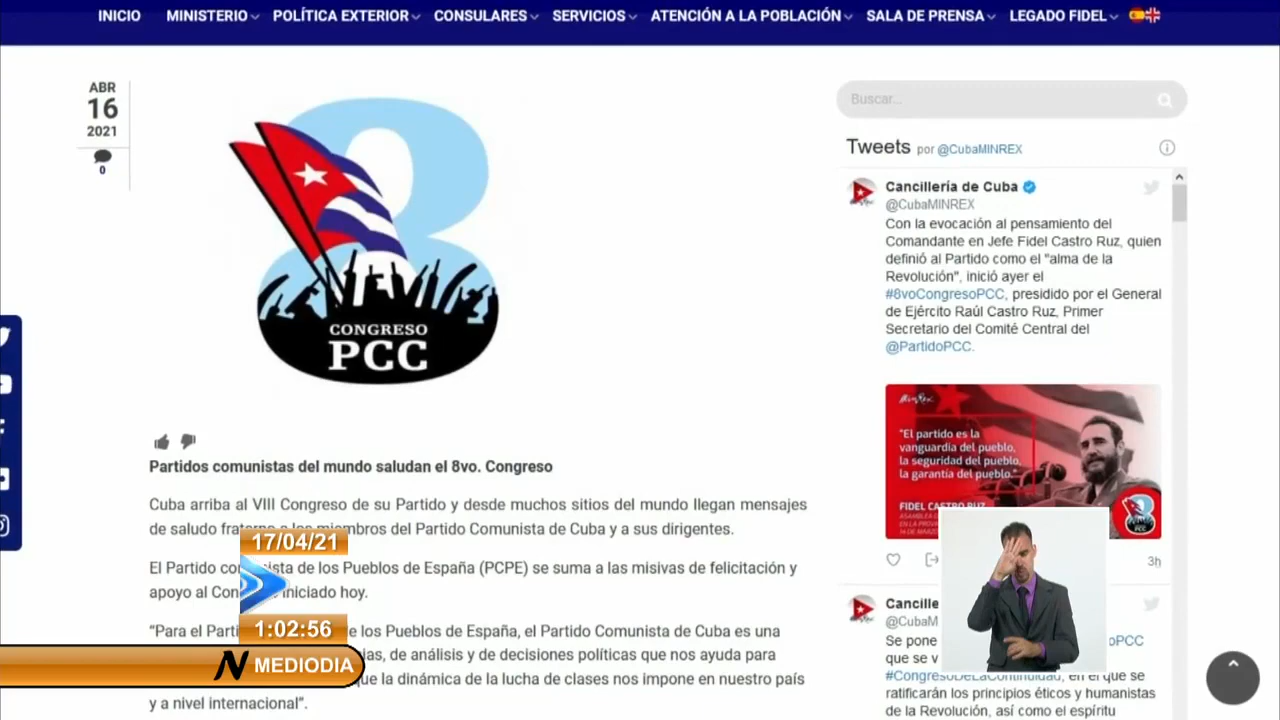 INICIO MINISTERIO POLÍTICA EXTERIOR CONSULARES SERVICIOS ATENCIÓN A LA POBLACIÓN SALA DE PRENSA LEGADO FIDEL
ABR
16
2021
0
CONGRESO
PCC
Partidos comunistas del mundo saludan el 8vo. Congreso
Cuba arriba al VIII Congreso de su Partido y desde muchos sitios del mundo llegan mensajes
de saludo fraterno a los miembros del Partido Comunista de Cuba y a sus dirigentes.
El Partido comunista de los Pueblos de España (PCPE) se suma a las misivas de felicitación y
apoyo al Con iniciado hoy.
“Para el Parti e los Pueblos de España, el Partido Comunista de Cuba es una
ias, de análisis y de decisiones políticas que nos ayuda para
que la dinámica de la lucha de clases nos impone en nuestro país
y a nivel internacional”.
Buscar...
Tweets por @CubaMINREX
Cancillería de Cuba
@CubaMINREX
Con la evocación al pensamiento del
Comandante en Jefe Fidel Castro Ruz, quien
definió al Partido como el "alma de la
Revolución", inició ayer el
#8voCongresoPCC, presidido por el General
de Ejército Raúl Castro Ruz, Primer
Secretario del Comité Central del
@PartidoPCC.
MinRex
"El partido es la
vanguardia del pueblo,
la seguridad del pueblo,
la garantía del pueblo."
FIDEL CASTRO RUZ
PCC
3h
Cancille
@CubaM
Se pone oPCC
que se v
#CongresoDeLaContinuidad, en el que se
ratificarán los principios éticos y humanistas
de la Revolución, así como el espíritu
17/04/21
1:02:56
N MEDIODIA